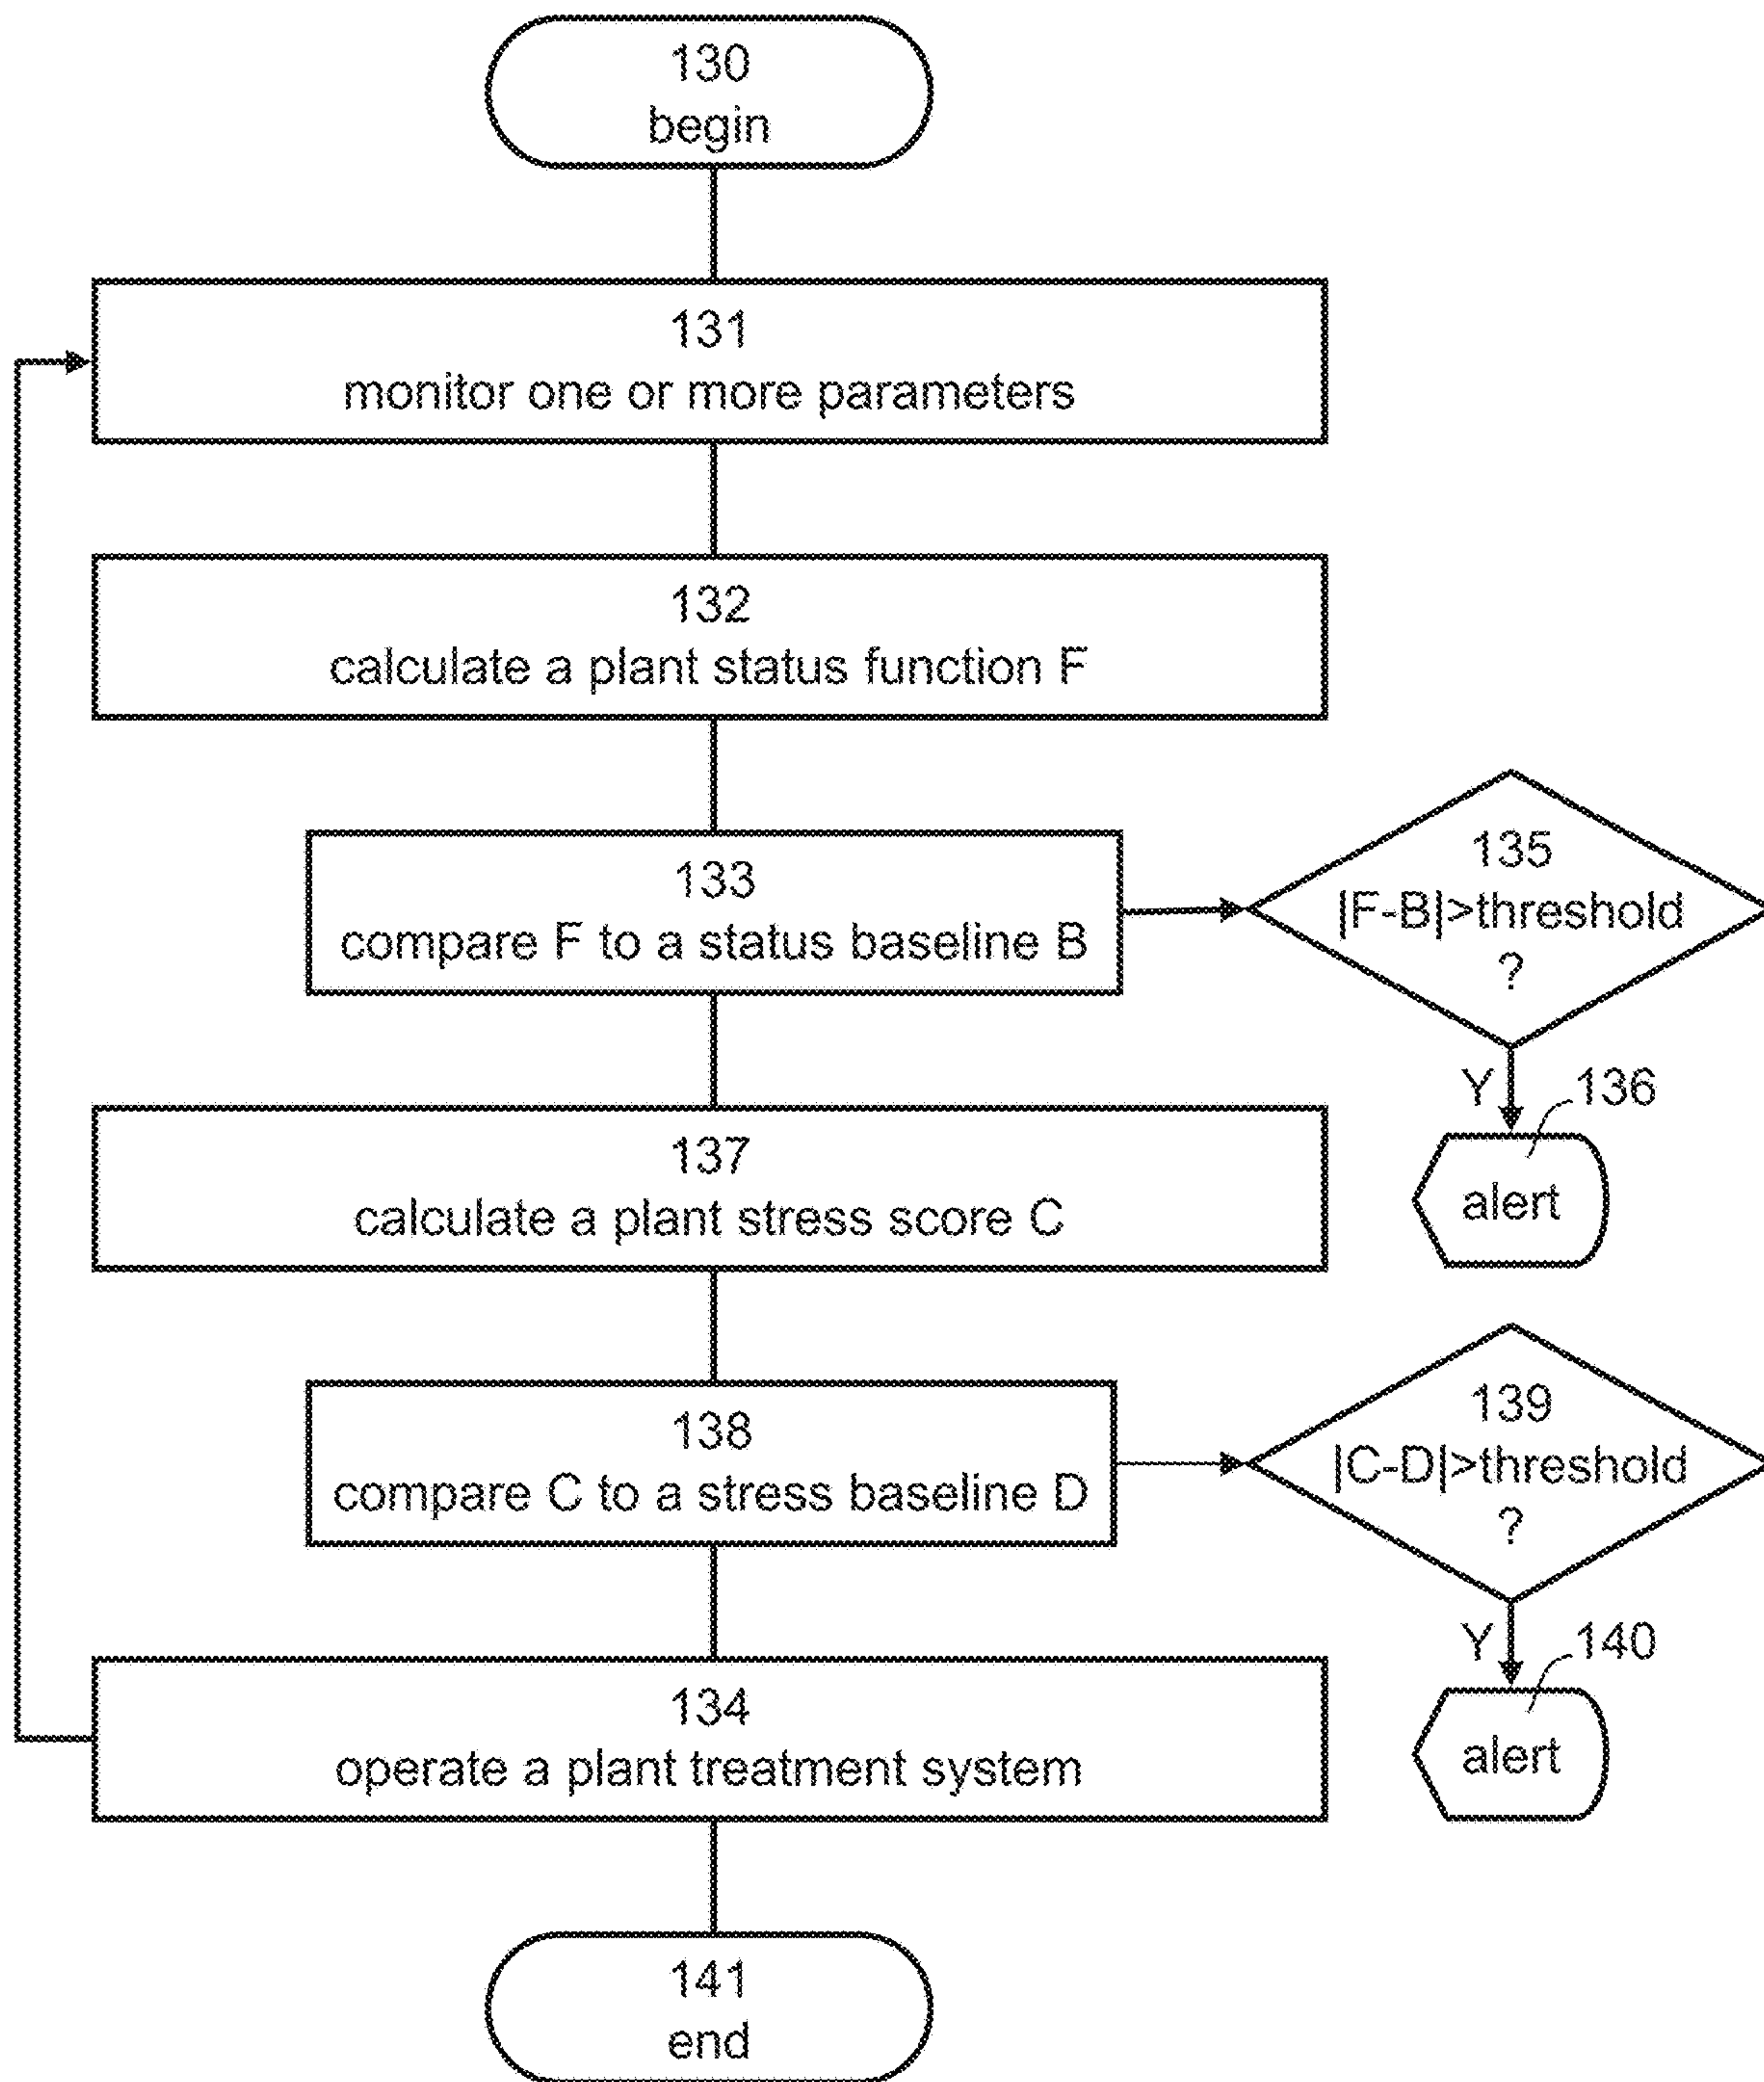 130
begin
131
monitor one or more parameters
132
calculate a plant status function F
133
compare F to a status baseline B
135
|F-B|>threshold
?
Y
136
alert
137
calculate a plant stress score C
138
compare C to a stress baseline D
139
|C-D|>threshold
?
Y
140
alert
134
operate a plant treatment system
141
end